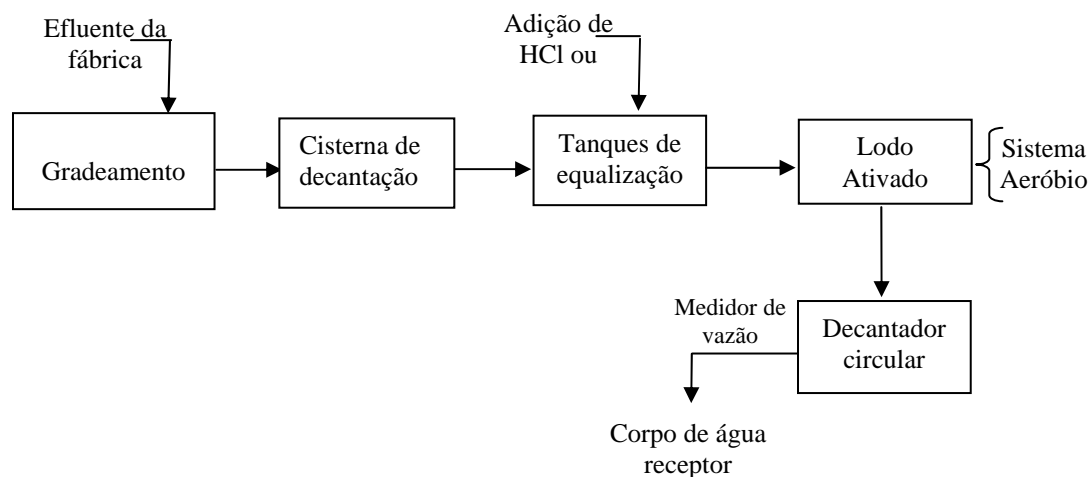 Efluente da
fábrica
Adição de
HCl ou
Gradeamento
Cisterna de
decantação
Tanques de
equalização
Lodo
Ativado
Sistema
Aeróbio
Medidor de
vazão
Decantador
circular
Corpo de água
receptor